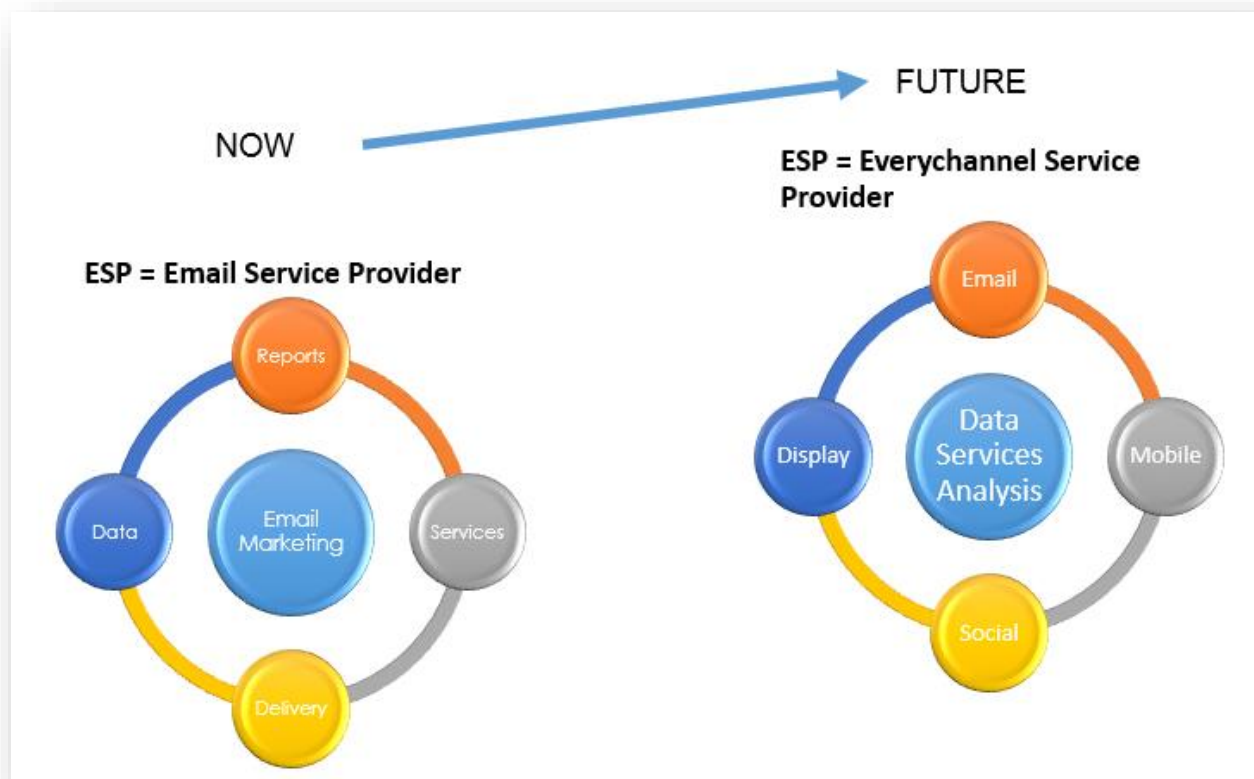 FUTURE
NOW
ESP = Everychannel Service
Provider
ESP = Email Service Provider
Reports
Data
Email
Marketing
Services
Delivery
Email
Display
Data
Services
Analysis
Mobile
Social